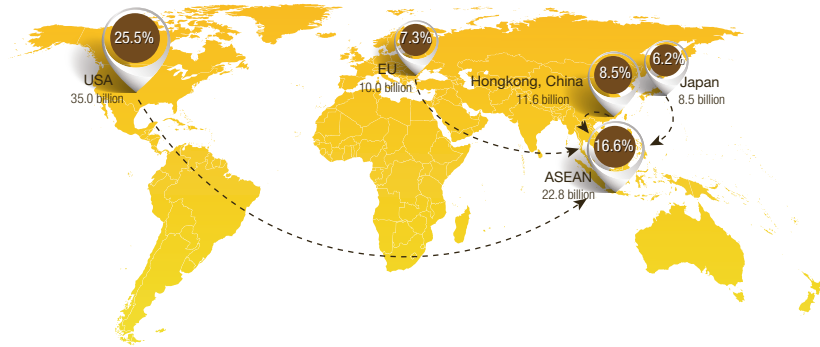 25.5%
USA
35.0 billion
7.3%
EU
10.0 billion
8.5%
Hongkong, China
11.6 billion
6.2%
Japan
8.5 billion
16.6%
ASEAN
22.8 billion